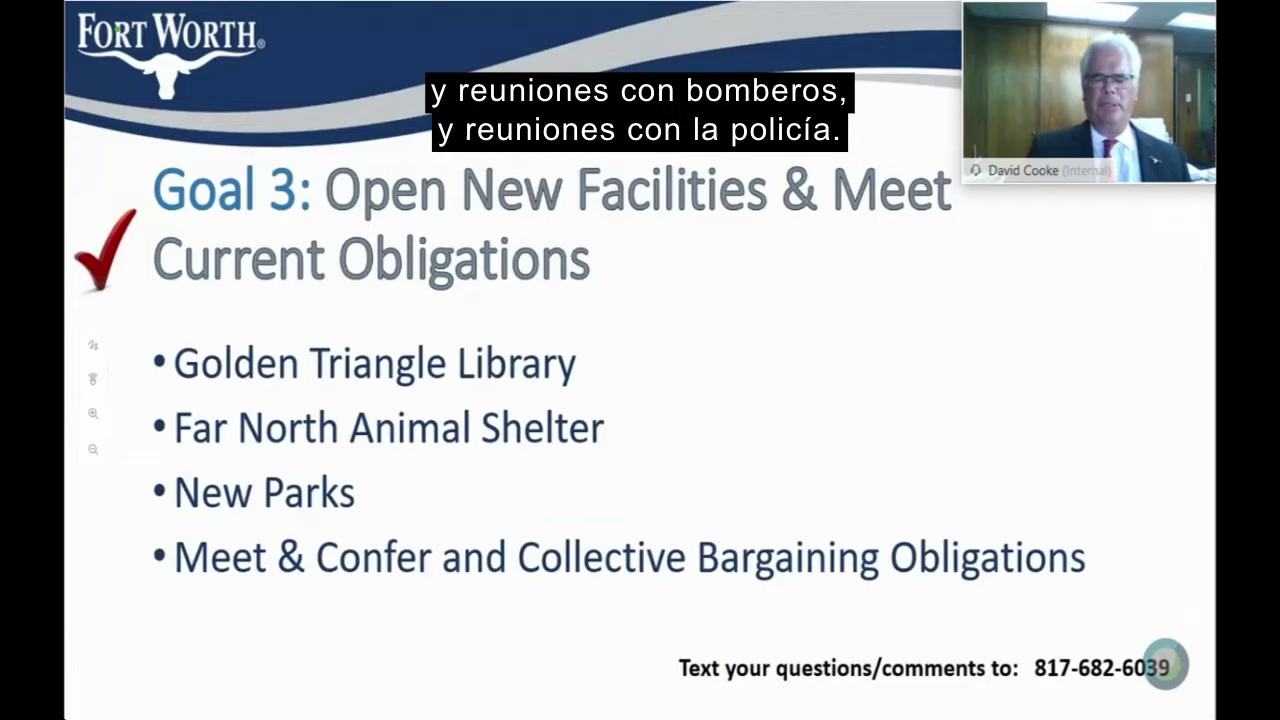 FORT WORTH®
y reuniones con bomberos,
y reuniones con la policía.
David Cooke (Internal)
Goal 3: Open New Facilities & Meet
Current Obligations
• Golden Triangle Library
• Far North Animal Shelter
• New Parks
• Meet & Confer and Collective Bargaining Obligations
Text your questions/comments to: 817-682-6039